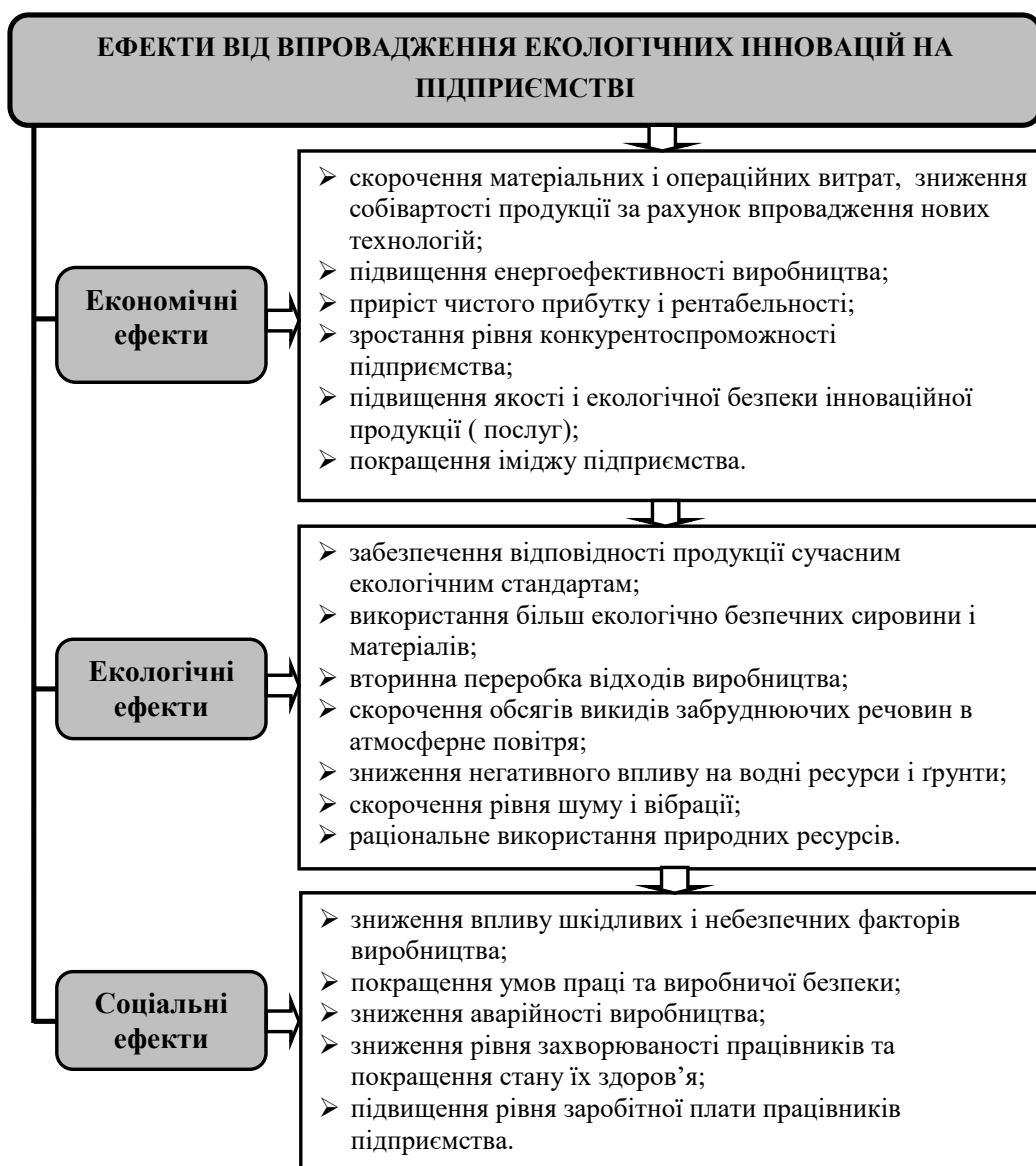 ЕФЕКТИ ВІД ВПРОВАДЖЕННЯ ЕКОЛОГІЧНИХ ІННОВАЦІЙ НА
ПІДПРИЄМСТВІ
Економічні
ефекти
➢ скорочення матеріальних і операційних витрат, зниження
собівартості продукції за рахунок впровадження нових
технологій;
➢ підвищення енергоефективності виробництва;
➢ приріст чистого прибутку і рентабельності;
➢ зростання рівня конкурентоспроможності
підприємства;
➢ підвищення якості і екологічної безпеки інноваційної
продукції ( послуг);
➢ покращення іміджу підприємства.
Екологічні
ефекти
➢ забезпечення відповідності продукції сучасним
екологічним стандартам;
➢ використання більш екологічно безпечних сировини і
матеріалів;
➢ вторинна переробка відходів виробництва;
➢ скорочення обсягів викидів забруднюючих речовин в
атмосферне повітря;
➢ зниження негативного впливу на водні ресурси і ґрунти;
➢ скорочення рівня шуму і вібрації;
➢ раціональне використання природних ресурсів.
Соціальні
ефекти
➢ зниження впливу шкідливих і небезпечних факторів
виробництва;
➢ покращення умов праці та виробничої безпеки;
➢ зниження аварійності виробництва;
➢ зниження рівня захворюваності працівників та
покращення стану їх здоров’я;
➢ підвищення рівня заробітної плати працівників
підприємства.